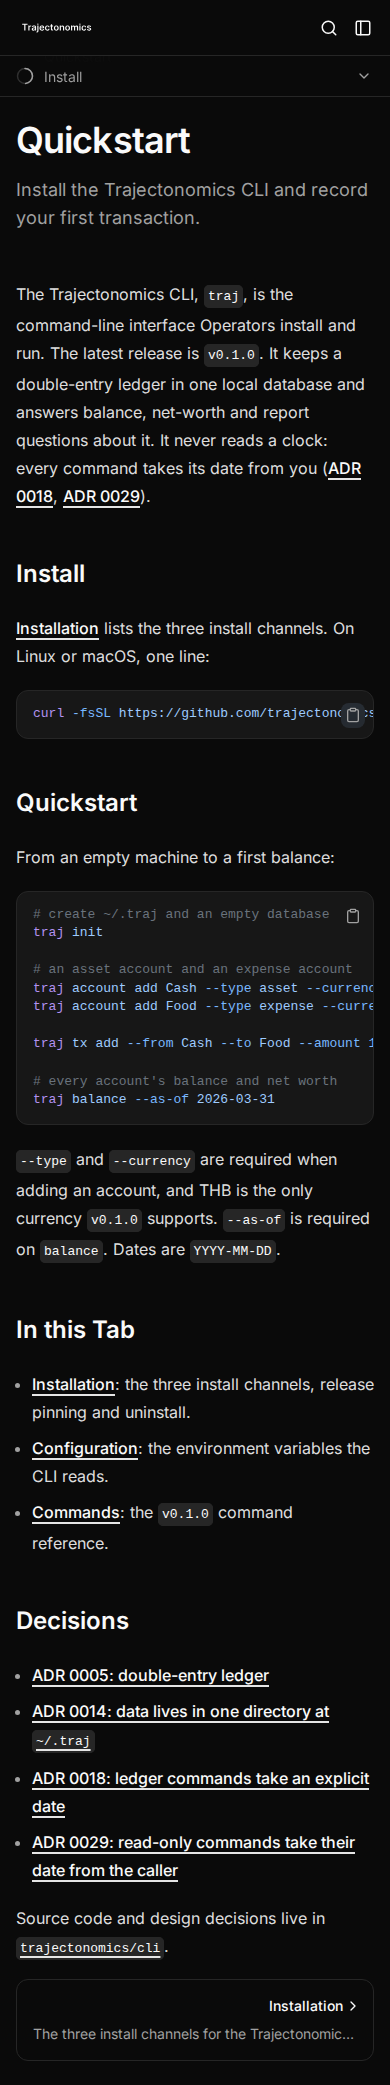 Trajectonomics
Install
Quickstart
Install the Trajectonomics CLI and record
your first transaction.
The Trajectonomics CLI, traj, is the
command-line interface Operators install and
run. The latest release is v0.1.0. It keeps a
double-entry ledger in one local database and
answers balance, net-worth and report
questions about it. It never reads a clock:
every command takes its date from you (ADR
0018, ADR 0029).
Install
Installation lists the three install channels. On
Linux or macOS, one line:
curl -fsSL https://github.com/trajectonomics
Quickstart
From an empty machine to a first balance:
# create ~/.traj and an empty database
traj init
# an asset account and an expense account
traj account add Cash --type asset --currenc
traj account add Food --type expense --curre
traj tx add --from Cash --to Food --amount 1
# every account's balance and net worth
traj balance --as-of 2026-03-31
--type and --currency are required when
adding an account, and THB is the only
currency v0.1.0 supports. --as-of is required
on balance. Dates are YYYY-MM-DD.
In this Tab
Installation: the three install channels, release
pinning and uninstall.
Configuration: the environment variables the
CLI reads.
Commands: the v0.1.0 command
reference.
Decisions
ADR 0005: double-entry ledger
ADR 0014: data lives in one directory at
~/.traj
ADR 0018: ledger commands take an explicit
date
ADR 0029: read-only commands take their
date from the caller
Source code and design decisions live in
trajectonomics/cli.
Installation
The three install channels for the Trajectonomic...